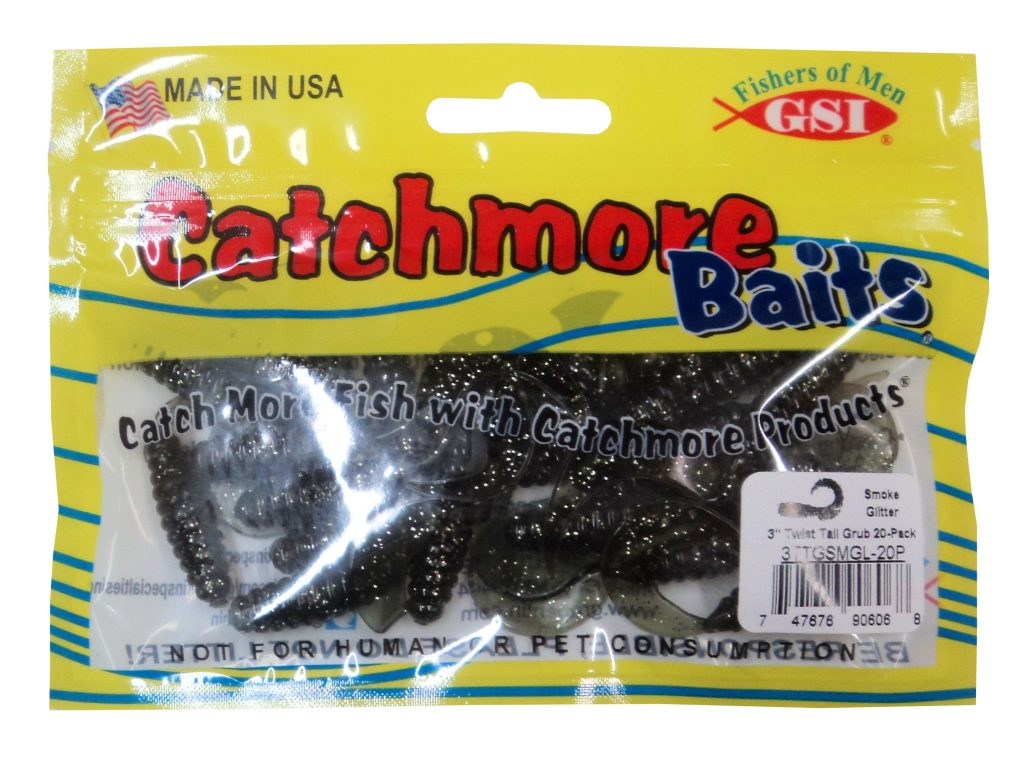 MADE IN USA
Fishers of Men
GSI®
Catchmore
Baits®
Catch More Fish with Catchmore Products®
Smoke
Glitter
3" Twist Tail Grub 20-Pack
3TTGSMGL-20P
7 47676 90606 8
NOT FOR HUMAN OR PET CONSUMPTION